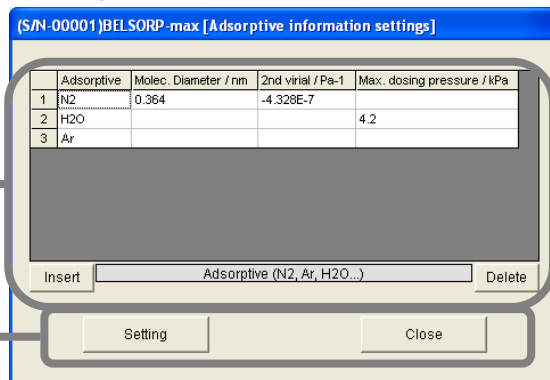 (S/N-00001)BELSORP-max [Adsorptive information settings]
Adsorptive Molec. Diameter / nm 2nd virial / Pa-1 Max. dosing pressure / kPa
1 N2 0.364 -4.328E-7
2 H2O 4.2
3 Ar
Insert Adsorptive (N2, Ar, H2O...) Delete
Setting Close